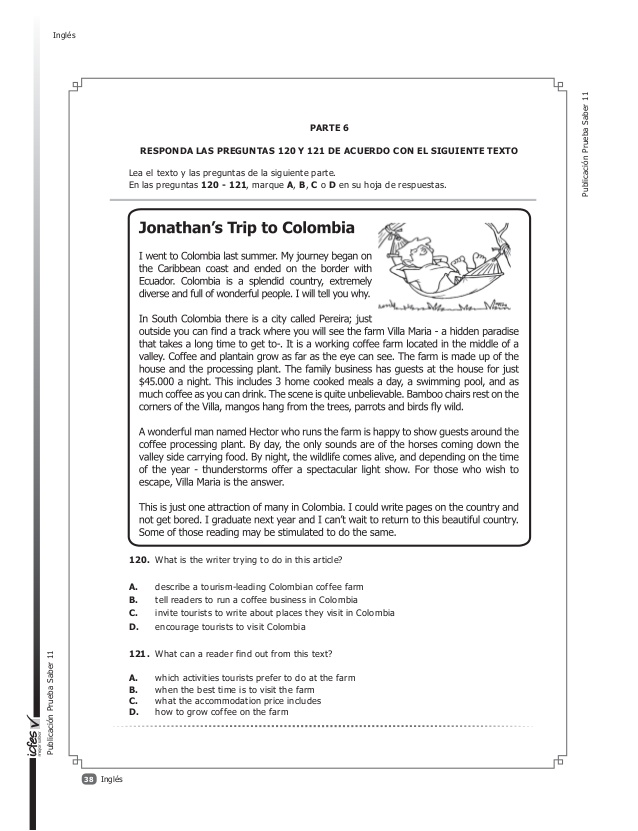 Inglés
Publicación Prueba Saber 11
PARTE 6
RESPONDA LAS PREGUNTAS 120 Y 121 DE ACUERDO CON EL SIGUIENTE TEXTO
Lea el texto y las preguntas de la siguiente parte.
En las preguntas 120 - 121, marque A, B, C o D en su hoja de respuestas.
Jonathan's Trip to Colombia
I went to Colombia last summer. My journey began on
the Caribbean coast and ended on the border with
Ecuador. Colombia is a splendid country, extremely
diverse and full of wonderful people. I will tell you why.
In South Colombia there is a city called Pereira; just
outside you can find a track where you will see the farm Villa Maria - a hidden paradise
that takes a long time to get to-. It is a working coffee farm located in the middle of a
valley. Coffee and plantain grow as far as the eye can see. The farm is made up of the
house and the processing plant. The family business has guests at the house for just
$45.000 a night. This includes 3 home cooked meals a day, a swimming pool, and as
much coffee as you can drink. The scene is quite unbelievable. Bamboo chairs rest on the
corners of the Villa, mangos hang from the trees, parrots and birds fly wild.
A wonderful man named Hector who runs the farm is happy to show guests around the
coffee processing plant. By day, the only sounds are of the horses coming down the
valley side carrying food. By night, the wildlife comes alive, and depending on the time
of the year - thunderstorms offer a spectacular light show. For those who wish to
escape, Villa Maria is the answer.
This is just one attraction of many in Colombia. I could write pages on the country and
not get bored. I graduate next year and I can't wait to return to this beautiful country.
Some of those reading may be stimulated to do the same.
120. What is the writer trying to do in this article?
A. describe a tourism-leading Colombian coffee farm
B. tell readers to run a coffee business in Colombia
C. invite tourists to write about places they visit in Colombia
D. encourage tourists to visit Colombia
121. What can a reader find out from this text?
A. which activities tourists prefer to do at the farm
B. when the best time is to visit the farm
C. what the accommodation price includes
D. how to grow coffee on the farm
Publicación Prueba Saber 11
icfes
38 Inglés